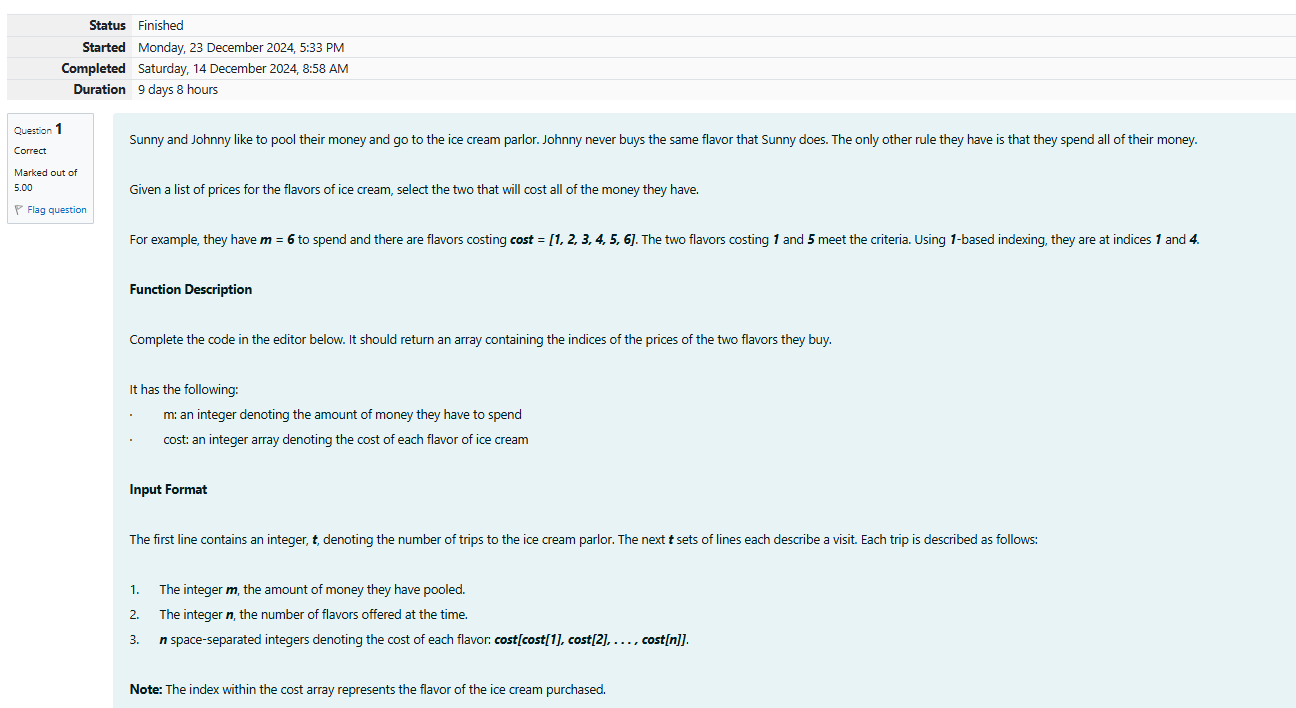 Status Finished
Started Monday, 23 December 2024, 5:33 PM
Completed Saturday, 14 December 2024, 8:58 AM
Duration 9 days 8 hours
Question 1
Correct
Marked out of
5.00
Flag question
Sunny and Johnny like to pool their money and go to the ice cream parlor. Johnny never buys the same flavor that Sunny does. The only other rule they have is that they spend all of their money.
Given a list of prices for the flavors of ice cream, select the two that will cost all of the money they have.
For example, they have m = 6 to spend and there are flavors costing cost = [1, 2, 3, 4, 5, 6]. The two flavors costing 1 and 5 meet the criteria. Using 1-based indexing, they are at indices 1 and 4.
Function Description
Complete the code in the editor below. It should return an array containing the indices of the prices of the two flavors they buy.
It has the following:
· m: an integer denoting the amount of money they have to spend
· cost: an integer array denoting the cost of each flavor of ice cream
Input Format
The first line contains an integer, t, denoting the number of trips to the ice cream parlor. The next t sets of lines each describe a visit. Each trip is described as follows:
1. The integer m, the amount of money they have pooled.
2. The integer n, the number of flavors offered at the time.
3. n space-separated integers denoting the cost of each flavor: cost[cost[1], cost[2], . . . , cost[n]].
Note: The index within the cost array represents the flavor of the ice cream purchased.